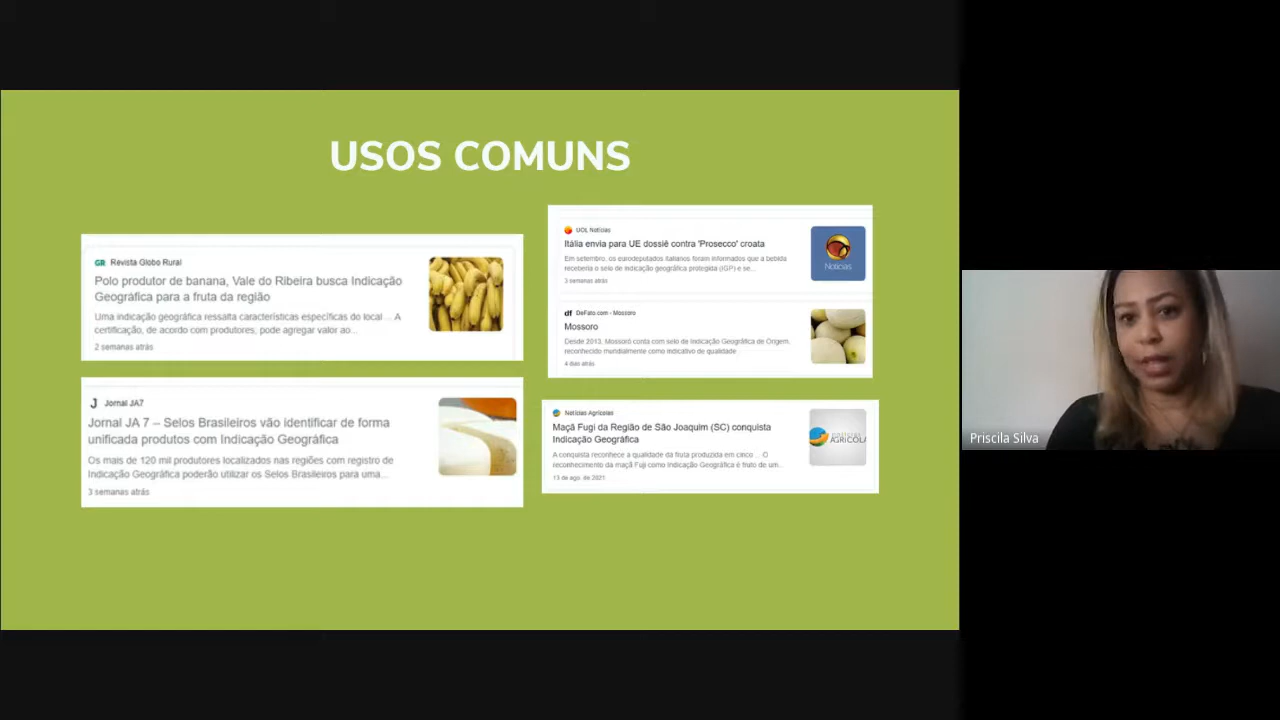 USOS COMUNS
GR Revista Globo Rural
Polo produtor de banana, Vale do Ribeira busca Indicação
Geográfica para a fruta da região
Uma indicação geográfica ressalta características específicas do local ... A
certificação, de acordo com produtores, pode agregar valor ao...
2 semanas atrás
J Jornal JA7
Jornal JA 7 – Selos Brasileiros vão identificar de forma
unificada produtos com Indicação Geográfica
Os mais de 120 mil produtores localizados nas regiões com registro de
Indicação Geográfica poderão utilizar os Selos Brasileiros para uma...
3 semanas atrás
UOL Notícias
Itália envia para UE dossiê contra 'Prosecco' croata
Em setembro, os eurodeputados italianos foram informados que a bebida
receberia o selo de indicação geográfica protegida (IGP) e se...
3 semanas atrás
Notícias
df DeFato.com - Mossoro
Mossoro
Desde 2013, Mossoró conta com selo de Indicação Geográfica de Origem,
reconhecido mundialmente como indicativo de qualidade
4 dias atrás
Notícias Agrícolas
Maçã Fugi da Região de São Joaquim (SC) conquista
Indicação Geográfica
A conquista reconhece a qualidade da fruta produzida em cinco ... O
reconhecimento da maçã Fuji como Indicação Geográfica é fruto de um...
13 de ago. de 2021
AGRÍCOLA
Priscila Silva